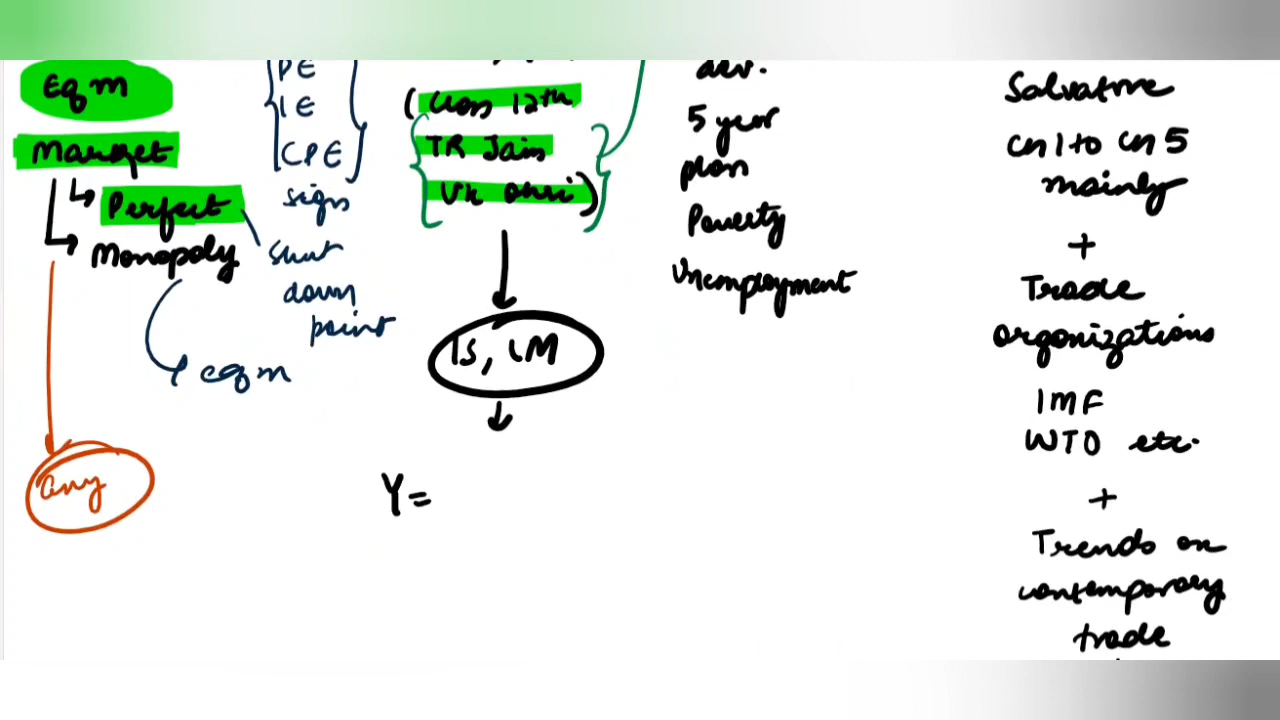 Eqm
Market
Perfect
Monopoly
eqm
any
PE
IE
CPE
sign
shut
down
point
(Class 12th
TR Jain
VK Ohri)
IS, LM
Y=
dev.
5 year
plan
Poverty
Unemployment
Salvatore
Ch 1 to Ch 5
mainly
+
Trade
organizations
IMF
WTO etc.
+
Trends on
contemporary
trade